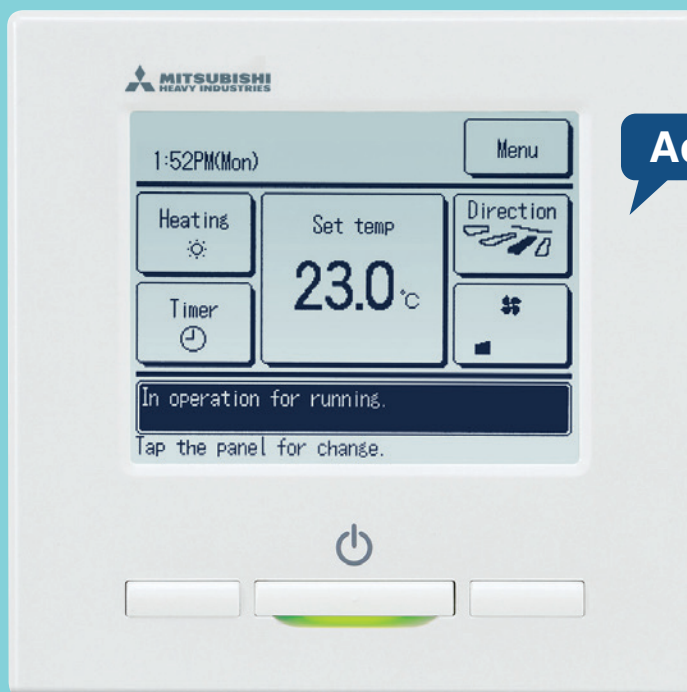 MITSUBISHI
HEAVY INDUSTRIES
1:52PM(Mon)
Menu
Heating
Set temp
Direction
23.0 °C
Timer
In operation for running.
Tap the panel for change.